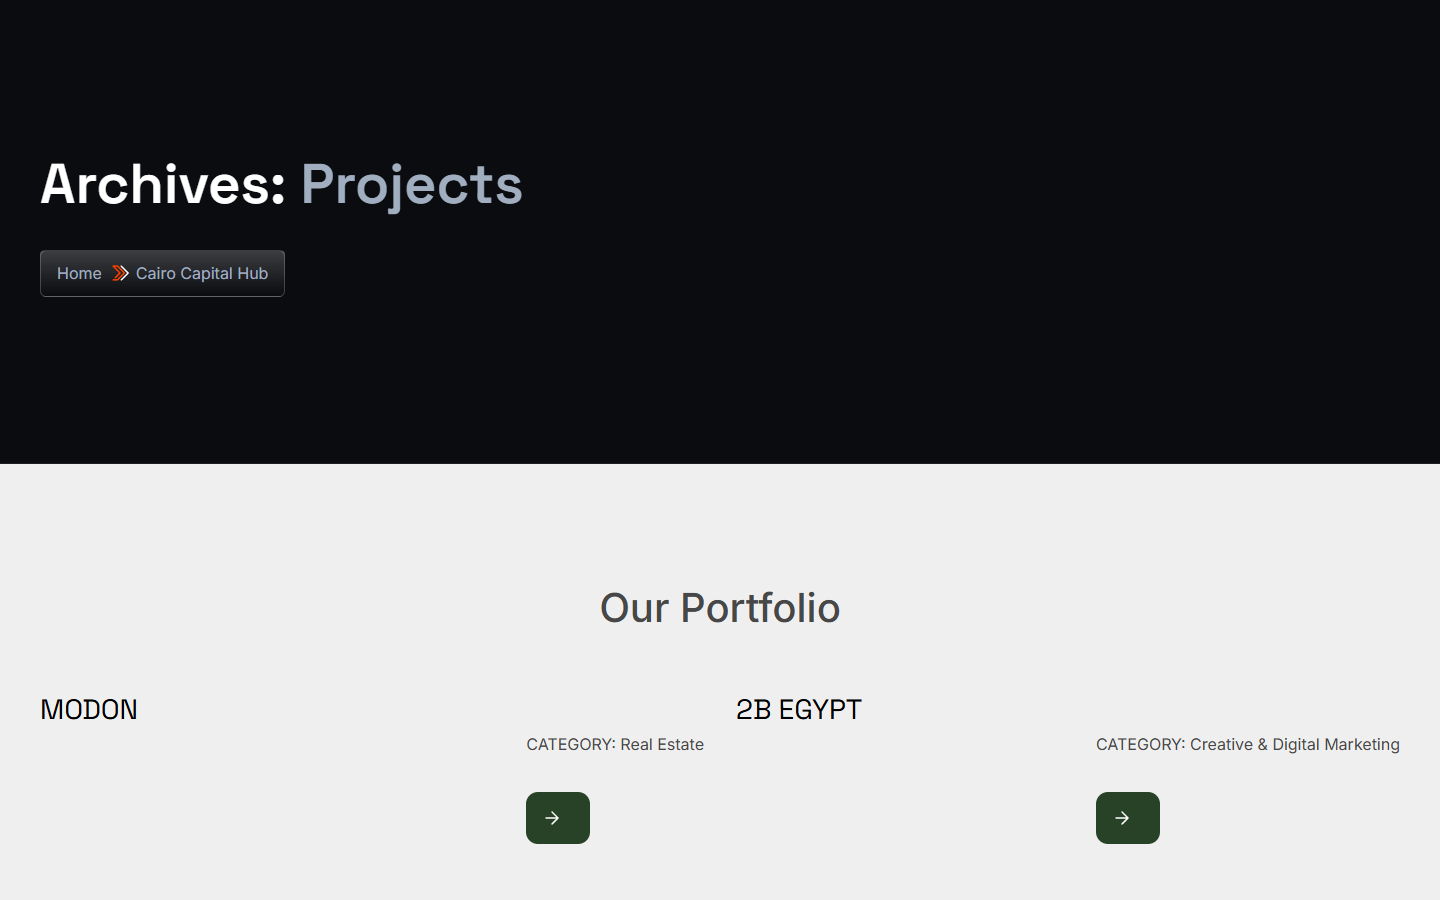 Archives: Projects
Home Cairo Capital Hub
Our Portfolio
MODON
CATEGORY: Real Estate
2B EGYPT
CATEGORY: Creative & Digital Marketing